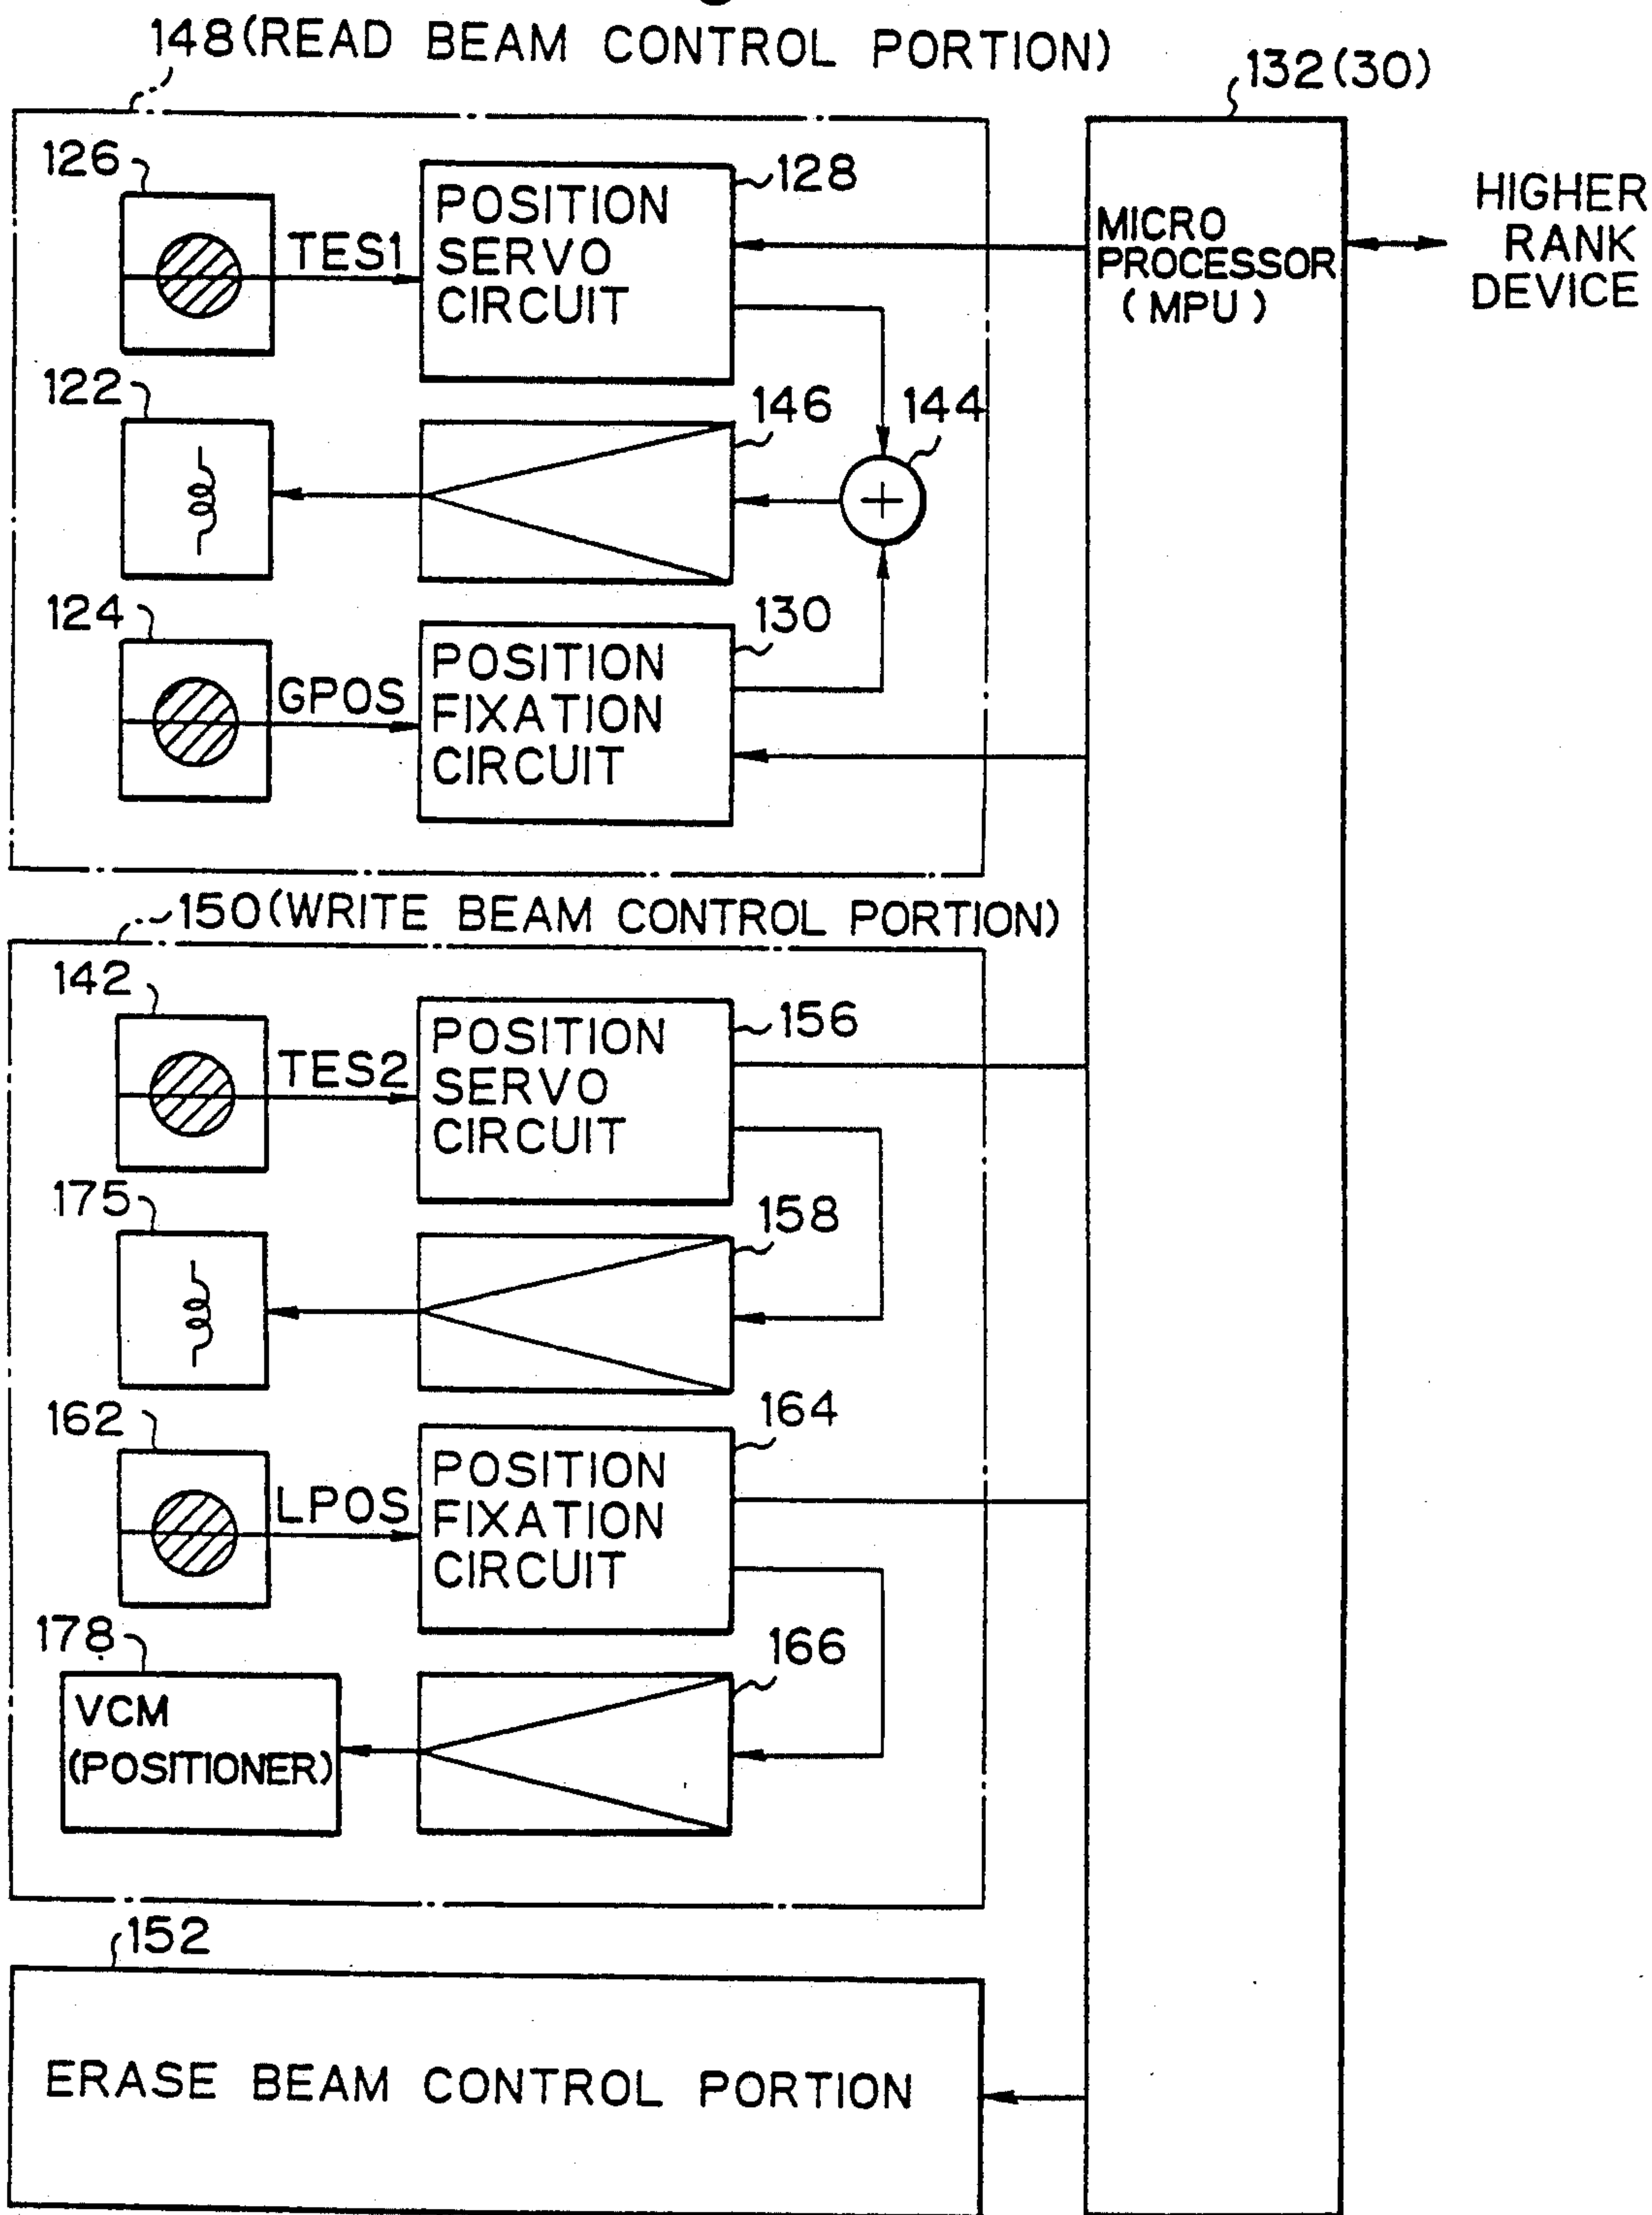 148(READ BEAM CONTROL PORTION)
132(30)
126
TES1
POSITION
SERVO
CIRCUIT
128
MICRO
PROCESSOR
(MPU)
HIGHER
RANK
DEVICE
122
146
144
+
124
GPOS
POSITION
FIXATION
CIRCUIT
130
150(WRITE BEAM CONTROL PORTION)
142
TES2
POSITION
SERVO
CIRCUIT
156
175
158
162
LPOS
POSITION
FIXATION
CIRCUIT
164
178
VCM
(POSITIONER)
166
152
ERASE BEAM CONTROL PORTION